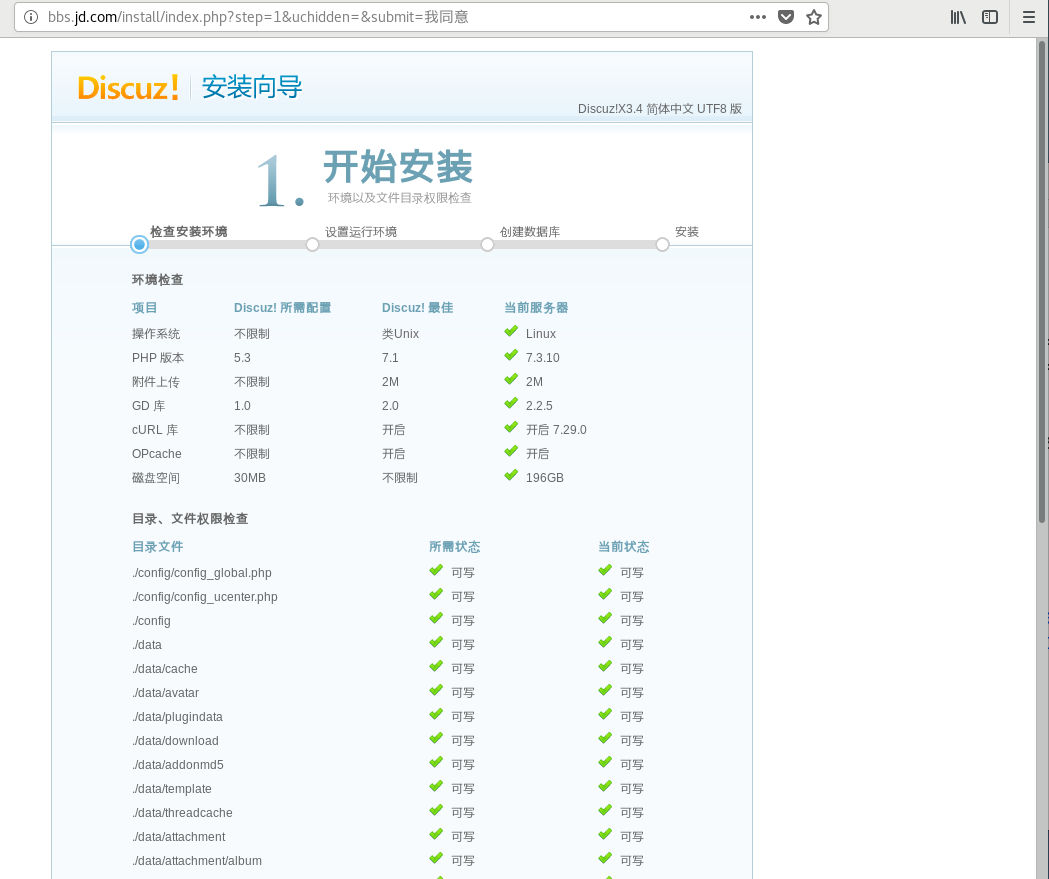 bbs.jd.com/install/index.php?step=1&uchidden=&submit=我同意
Discuz! 安装向导
Discuz!X3.4 简体中文 UTF8 版
1. 开始安装
环境以及文件目录权限检查
检查安装环境 设置运行环境 创建数据库 安装
环境检查
项目 Discuz! 所需配置 Discuz! 最佳 当前服务器
操作系统 不限制 类Unix Linux
PHP 版本 5.3 7.1 7.3.10
附件上传 不限制 2M 2M
GD 库 1.0 2.0 2.2.5
cURL 库 不限制 开启 开启 7.29.0
OPcache 不限制 开启 开启
磁盘空间 30MB 不限制 196GB
目录、文件权限检查
目录文件 所需状态 当前状态
./config/config_global.php 可写 可写
./config/config_ucenter.php 可写 可写
./config 可写 可写
./data 可写 可写
./data/cache 可写 可写
./data/avatar 可写 可写
./data/plugindata 可写 可写
./data/download 可写 可写
./data/addonmd5 可写 可写
./data/template 可写 可写
./data/threadcache 可写 可写
./data/attachment 可写 可写
./data/attachment/album 可写 可写